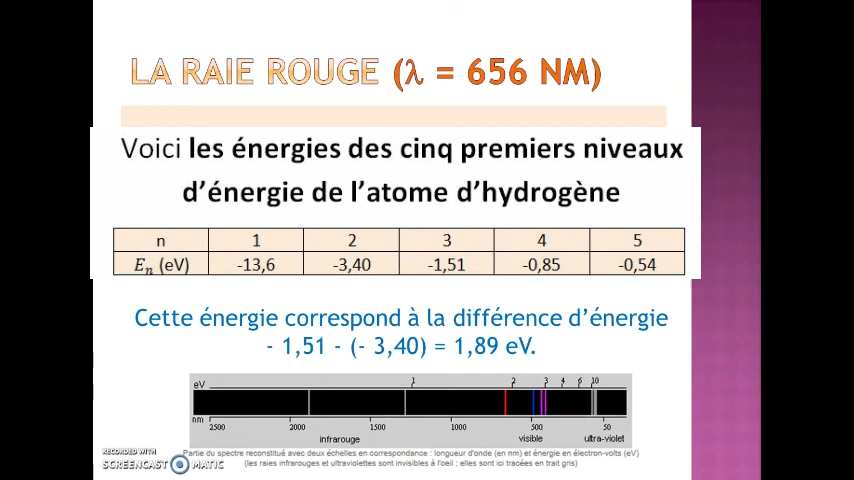 LA RAIE ROUGE (λ = 656 NM)
Voici les énergies des cinq premiers niveaux
d'énergie de l'atome d'hydrogène
n 1 2 3 4 5
En (eV) -13,6 -3,40 -1,51 -0,85 -0,54
Cette énergie correspond à la différence d'énergie
- 1,51 - (- 3,40) = 1,89 eV.
eV 1 2 3 4 6 10
nm 2500 2000 1500 1000 500 50
infrarouge visible ultra-violet
Partie du spectre reconstitué avec deux échelles en correspondance : longueur d'onde (en nm) et énergie en électron-volts (eV)
(les raies infrarouges et ultraviolettes sont invisibles à l'oeil ; elles sont ici tracées en trait gris)
RECORDED WITH
SCREENCAST MATIC